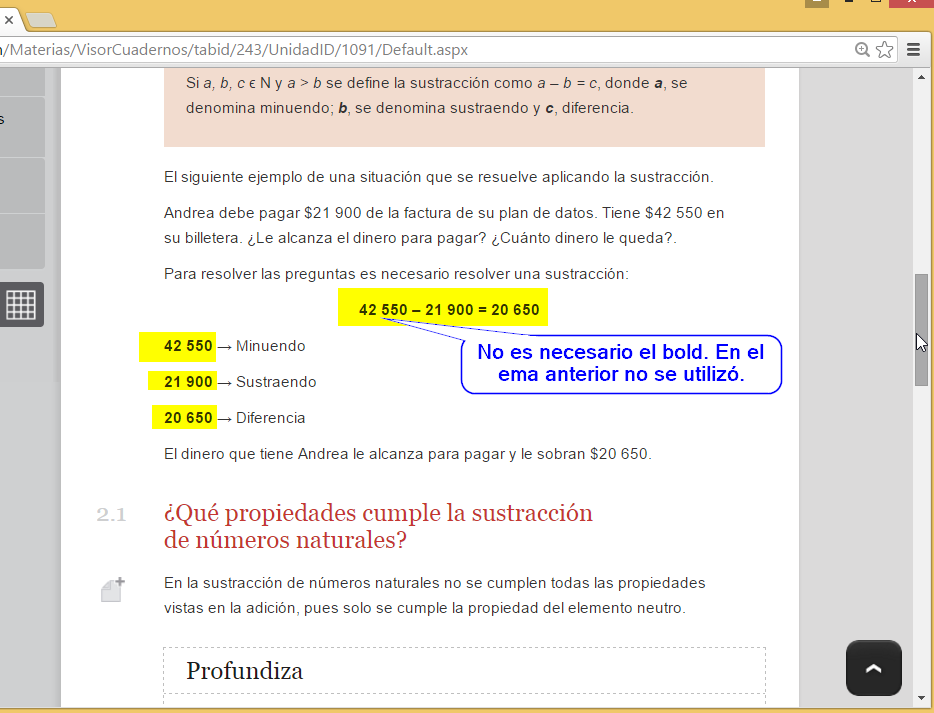 /Materias/VisorCuadernos/tabid/243/UnidadID/1091/Default.aspx
s
Si a, b, c ϵ N y a > b se define la sustracción como a – b = c, donde a, se
denomina minuendo; b, se denomina sustraendo y c, diferencia.
El siguiente ejemplo de una situación que se resuelve aplicando la sustracción.
Andrea debe pagar $21 900 de la factura de su plan de datos. Tiene $42 550 en
su billetera. ¿Le alcanza el dinero para pagar? ¿Cuánto dinero le queda?.
Para resolver las preguntas es necesario resolver una sustracción:
42 550 – 21 900 = 20 650
42 550 → Minuendo
No es necesario el bold. En el
ema anterior no se utilizó.
21 900 → Sustraendo
20 650 → Diferencia
El dinero que tiene Andrea le alcanza para pagar y le sobran $20 650.
2.1 ¿Qué propiedades cumple la sustracción
de números naturales?
En la sustracción de números naturales no se cumplen todas las propiedades
vistas en la adición, pues solo se cumple la propiedad del elemento neutro.
Profundiza